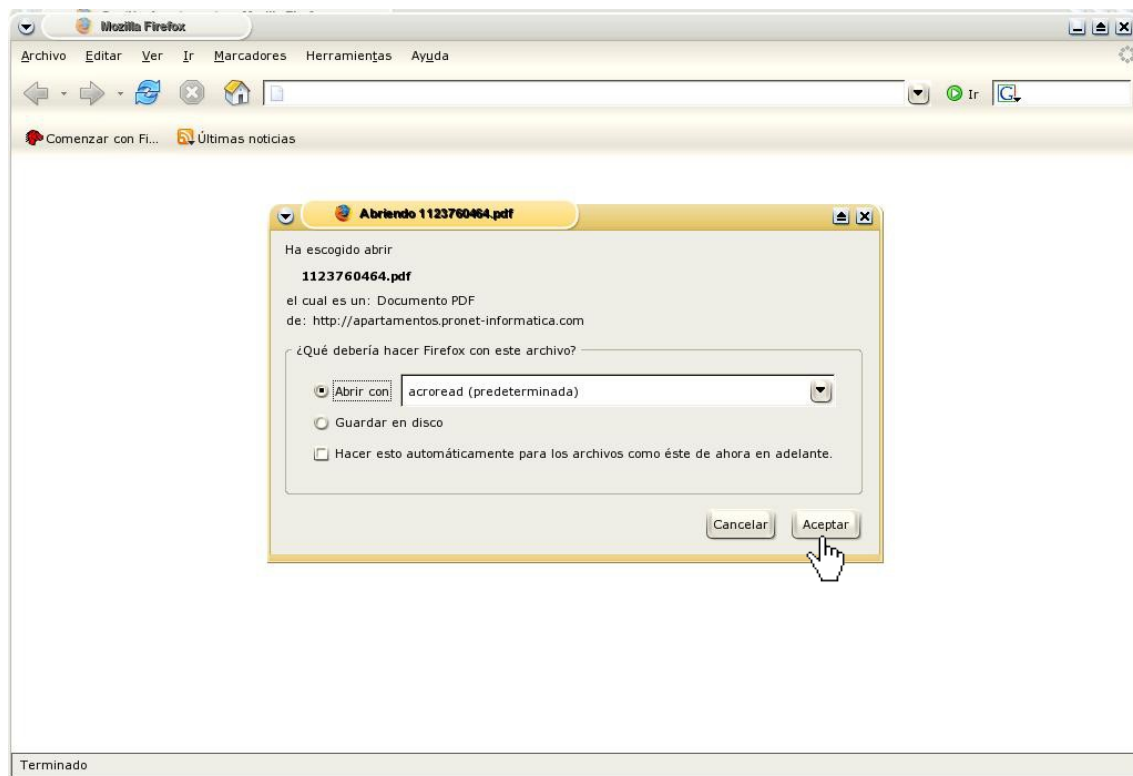 Mozilla Firefox
Archivo Editar Ver Ir Marcadores Herramientas Ayuda
Ir G
Comenzar con Fi... Últimas noticias
Abriendo 1123760464.pdf
Ha escogido abrir
1123760464.pdf
el cual es un: Documento PDF
de: http://apartamentos.pronet-informatica.com
¿Qué debería hacer Firefox con este archivo?
Abrir con acroread (predeterminada)
Guardar en disco
Hacer esto automáticamente para los archivos como éste de ahora en adelante.
Cancelar Aceptar
Terminado